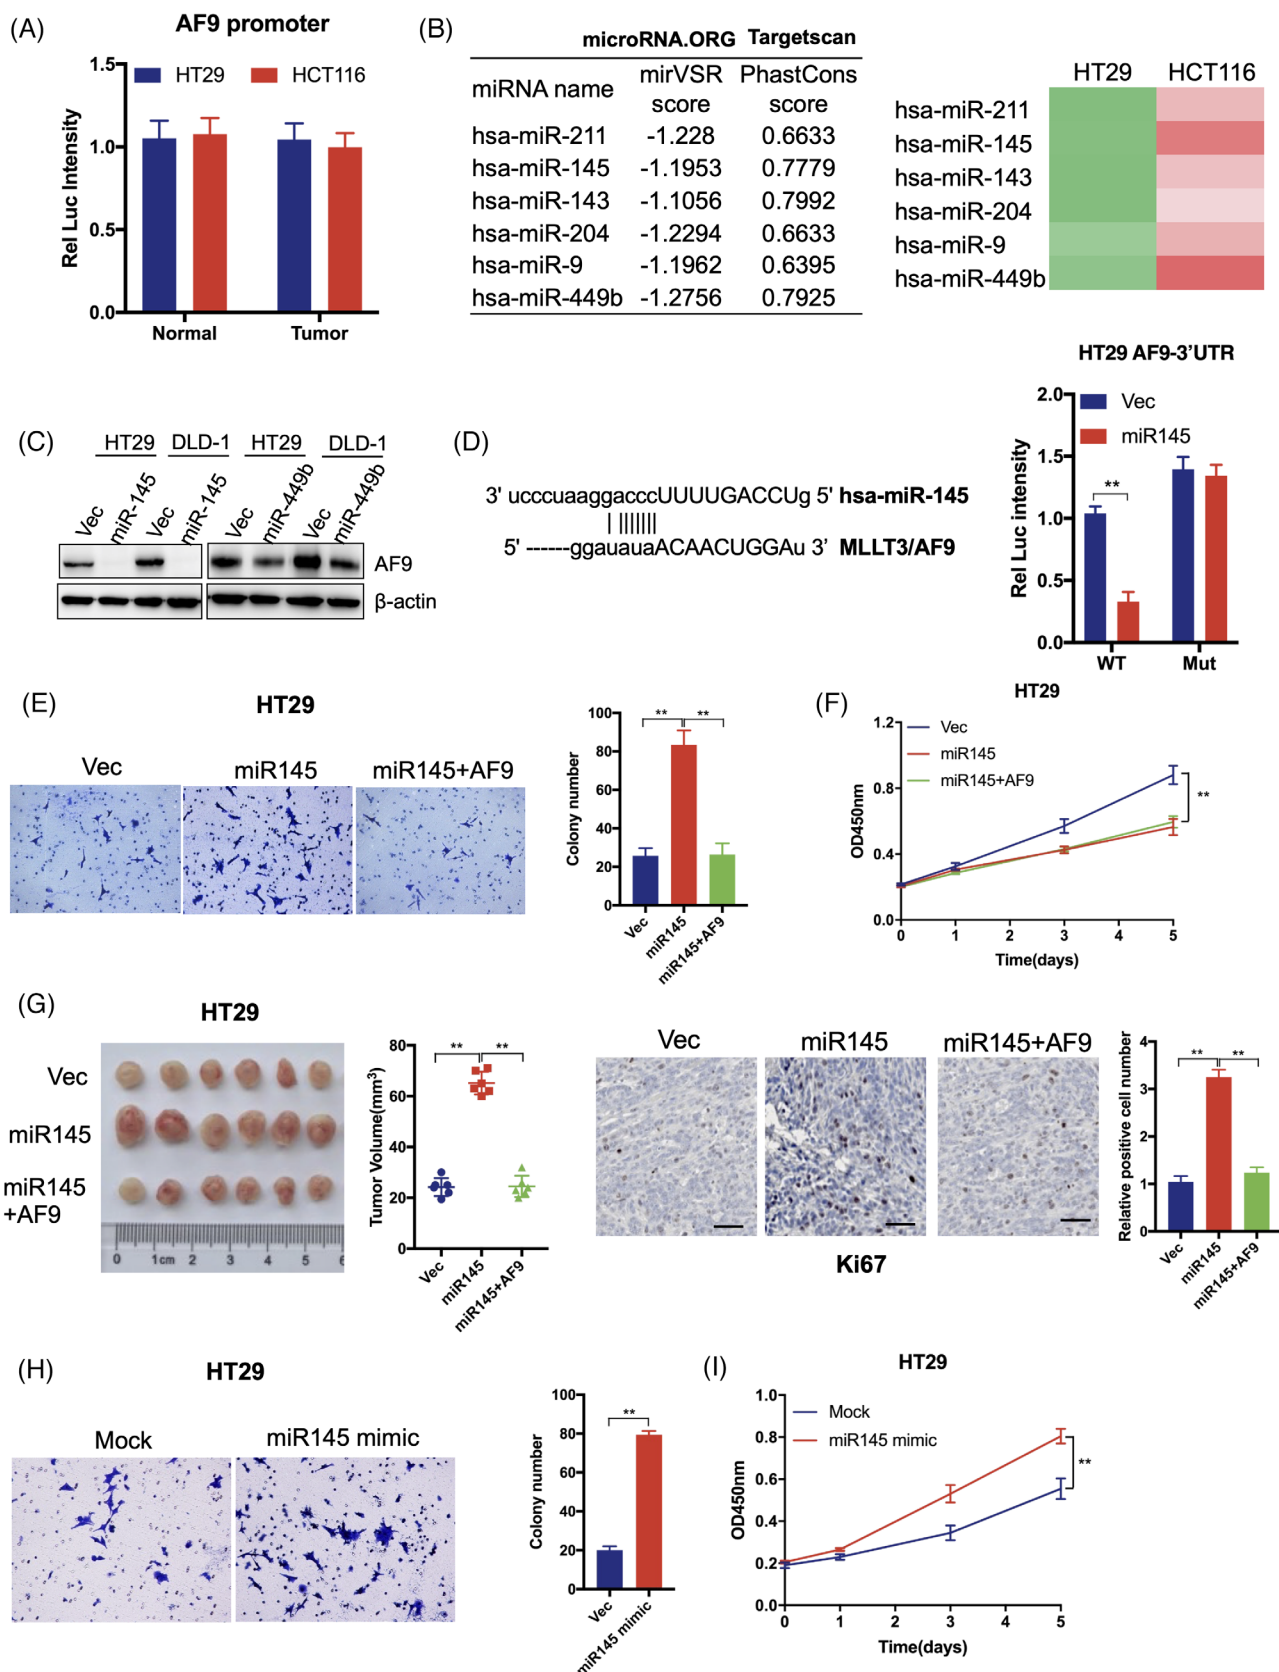 (A)
AF9 promoter
1.5
1.0
0.5
0.0
Rel Luc Intensity
HT29
HCT116
Normal
Tumor
(B)
microRNA.ORG Targetscan
miRNA name mirVSR score PhastCons score
hsa-miR-211 -1.228 0.6633
hsa-miR-145 -1.1953 0.7779
hsa-miR-143 -1.1056 0.7992
hsa-miR-204 -1.2294 0.6633
hsa-miR-9 -1.1962 0.6395
hsa-miR-449b -1.2756 0.7925
HT29 HCT116
hsa-miR-211
hsa-miR-145
hsa-miR-143
hsa-miR-204
hsa-miR-9
hsa-miR-449b
(C)
HT29 DLD-1 HT29 DLD-1
Vec miR-145 Vec miR-145 Vec miR-449b Vec miR-449b
AF9
β-actin
(D)
3' ucccuaaggacccUUUUGACCUg 5' hsa-miR-145
5' ------ggauauaACAACUGGAu 3' MLLT3/AF9
HT29 AF9-3'UTR
2.0
1.5
1.0
0.5
0.0
Rel Luc intensity
Vec
miR145
**
WT
Mut
(E)
HT29
Vec
miR145
miR145+AF9
100
80
60
40
20
0
Colony number
** **
Vec
miR145
miR145+AF9
(F)
HT29
1.2
0.8
0.4
0.0
OD450nm
Vec
miR145
miR145+AF9
**
0 1 2 3 4 5
Time(days)
(G)
HT29
Vec
miR145
miR145
+AF9
0 1cm 2 3 4 5 6
80
60
40
20
0
Tumor Volume(mm3)
** **
Vec
miR145
miR145+AF9
Vec
miR145
miR145+AF9
Ki67
4
3
2
1
0
Relative positive cell number
** **
Vec
miR145
miR145+AF9
(H)
HT29
Mock
miR145 mimic
100
80
60
40
20
0
Colony number
**
Vec
miR145 mimic
(I)
HT29
1.0
0.8
0.6
0.4
0.2
0.0
OD450nm
Mock
miR145 mimic
**
0 1 3 5
Time(days)